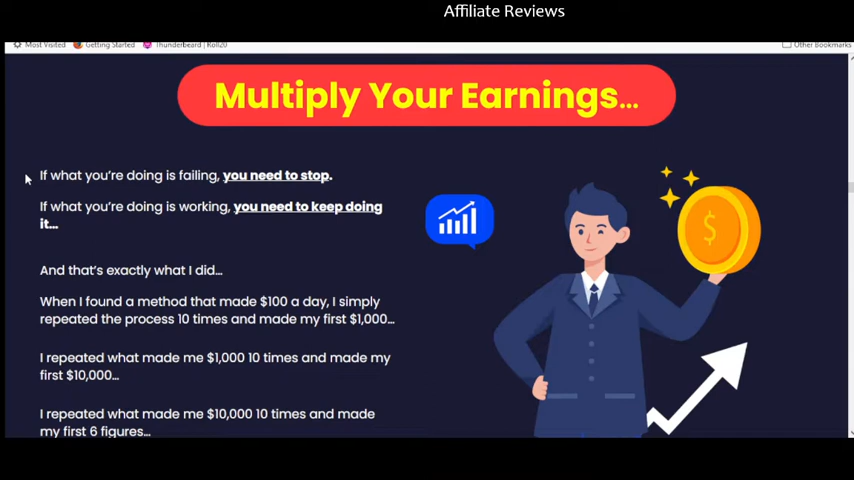 Affiliate Reviews
Most Visited Getting Started Thunderbeard | Roll20 Other Bookmarks
Multiply Your Earnings...
If what you're doing is failing, you need to stop.
If what you're doing is working, you need to keep doing
it...
And that's exactly what I did...
When I found a method that made $100 a day, I simply
repeated the process 10 times and made my first $1,000...
I repeated what made me $1,000 10 times and made my
first $10,000...
I repeated what made me $10,000 10 times and made
my first 6 figures...
$